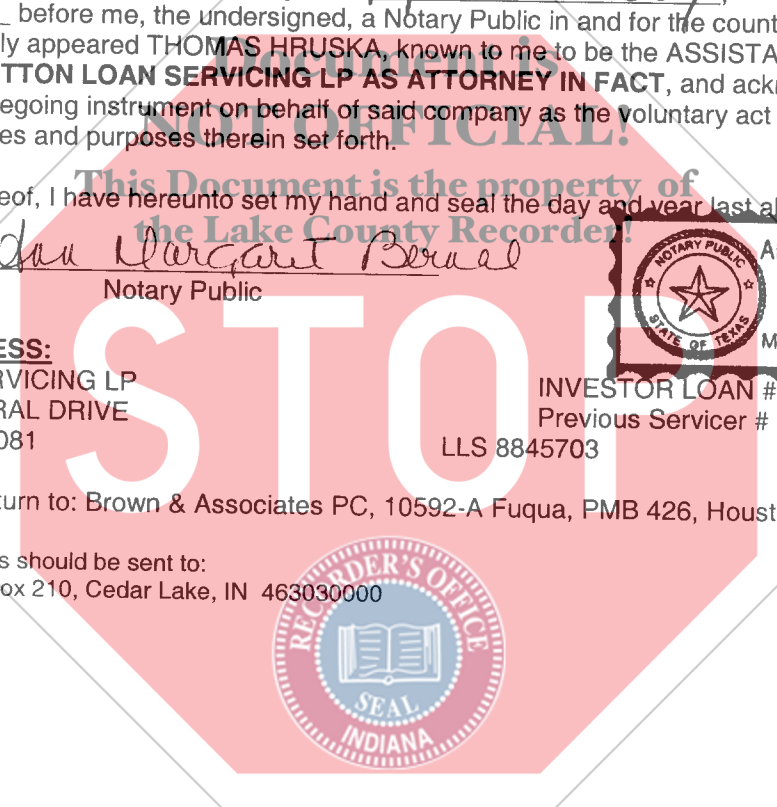 before me, the undersigned, a Notary Public in and for the count
ly appeared THOMAS HRUSKA, known to me to be the ASSISTA
TTON LOAN SERVICING LP AS ATTORNEY IN FACT, and ack
egoing instrument on behalf of said company as the voluntary act
es and purposes therein set forth.
Document is
NOT OFFICIAL!
This Document is the property of
the Lake County Recorder!
eof, I have hereunto set my hand and seal the day and year last a
Margaret Bernal
Notary Public
NOTARY PUBLIC
STATE OF TEXAS
STOP
ESS:
RVICING LP
RAL DRIVE
081
INVESTOR LOAN #
Previous Servicer #
LLS 8845703
turn to: Brown & Associates PC, 10592-A Fuqua, PMB 426, Houst
s should be sent to:
ox 210, Cedar Lake, IN 463030000
RECORDER'S OFFICE
SEAL
INDIANA